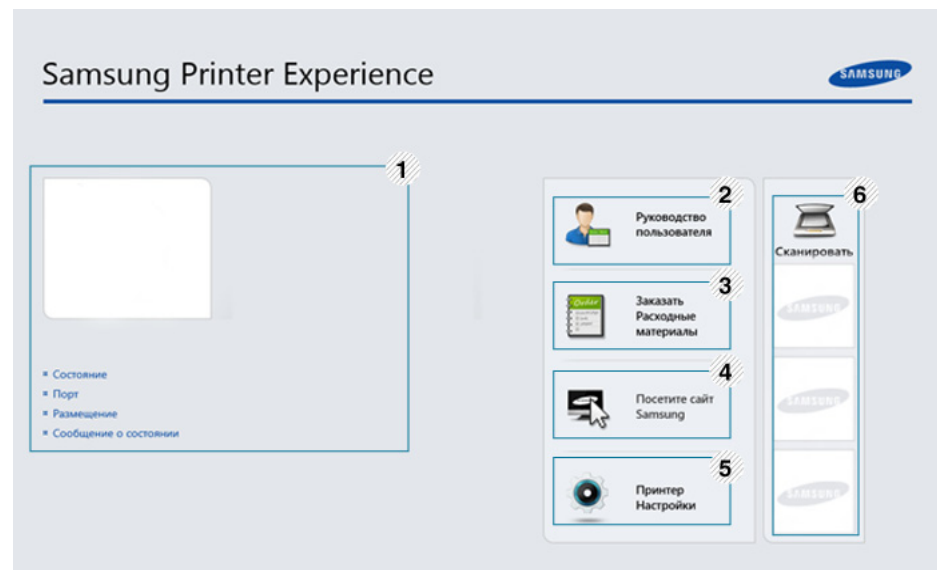 Samsung Printer Experience
SAMSUNG
1
Состояние
Порт
Размещение
Сообщение о состоянии
2
Руководство
пользователя
3
Order
Заказать
Расходные
материалы
4
Посетите сайт
Samsung
5
Принтер
Настройки
6
Сканировать
SAMSUNG
SAMSUNG
SAMSUNG